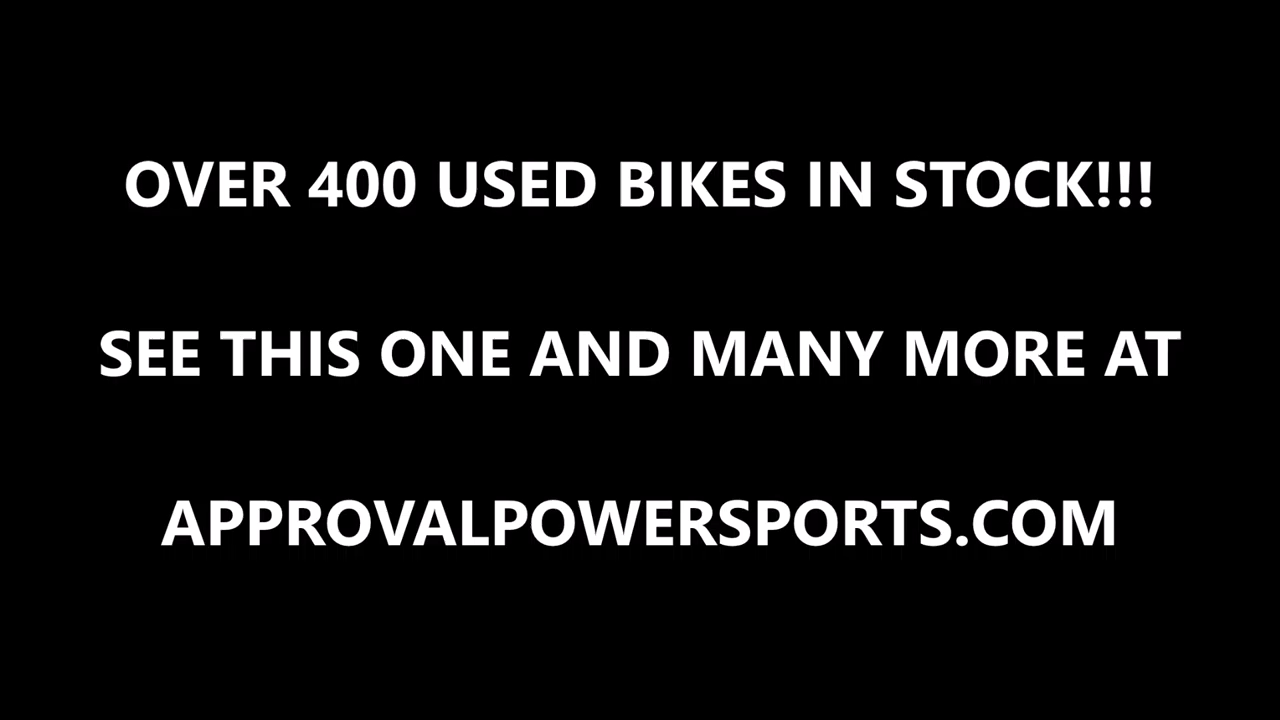 OVER 400 USED BIKES IN STOCK!!!
SEE THIS ONE AND MANY MORE AT
APPROVALPOWERSPORTS.COM